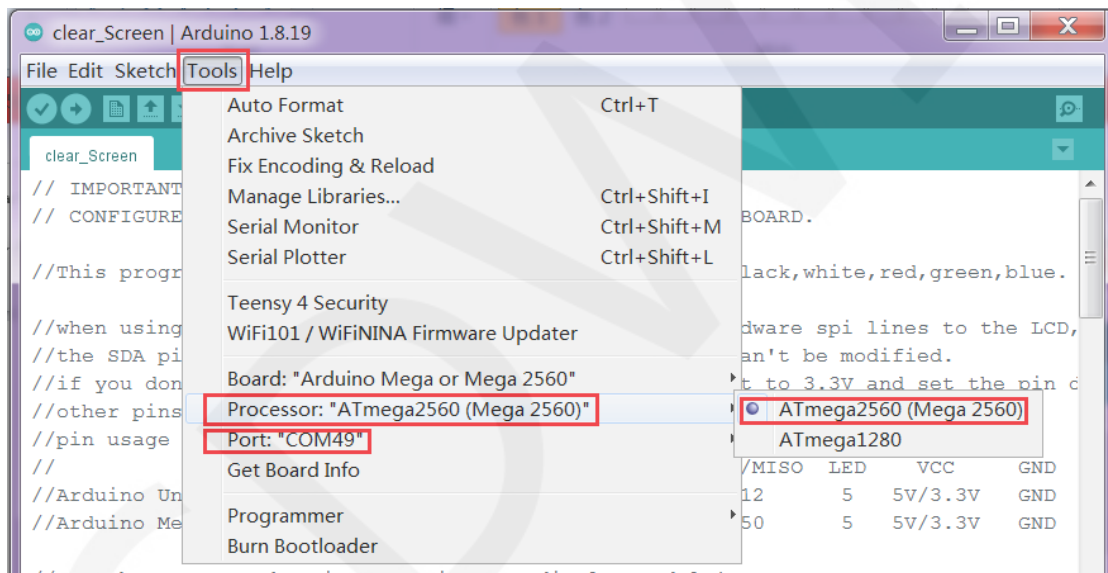 clear_Screen | Arduino 1.8.19
File Edit Sketch Tools Help
Auto Format Ctrl+T
clear_Screen
Archive Sketch
Fix Encoding & Reload
// IMPORTANT
Manage Libraries... Ctrl+Shift+I
// CONFIGURE
Serial Monitor Ctrl+Shift+M
BOARD.
Serial Plotter Ctrl+Shift+L
//This progr
lack,white,red,green,blue.
Teensy 4 Security
//when using
WiFi101 / WiFiNINA Firmware Updater
dware spi lines to the LCD,
//the SDA pi
an't be modified.
//if you don
Board: "Arduino Mega or Mega 2560"
t to 3.3V and set the pin d
//other pins
Processor: "ATmega2560 (Mega 2560)"
ATmega2560 (Mega 2560)
//pin usage
Port: "COM49"
ATmega1280
//
Get Board Info
/MISO LED VCC GND
//Arduino Un
12 5 5V/3.3V GND
//Arduino Me
Programmer
50 5 5V/3.3V GND
Burn Bootloader